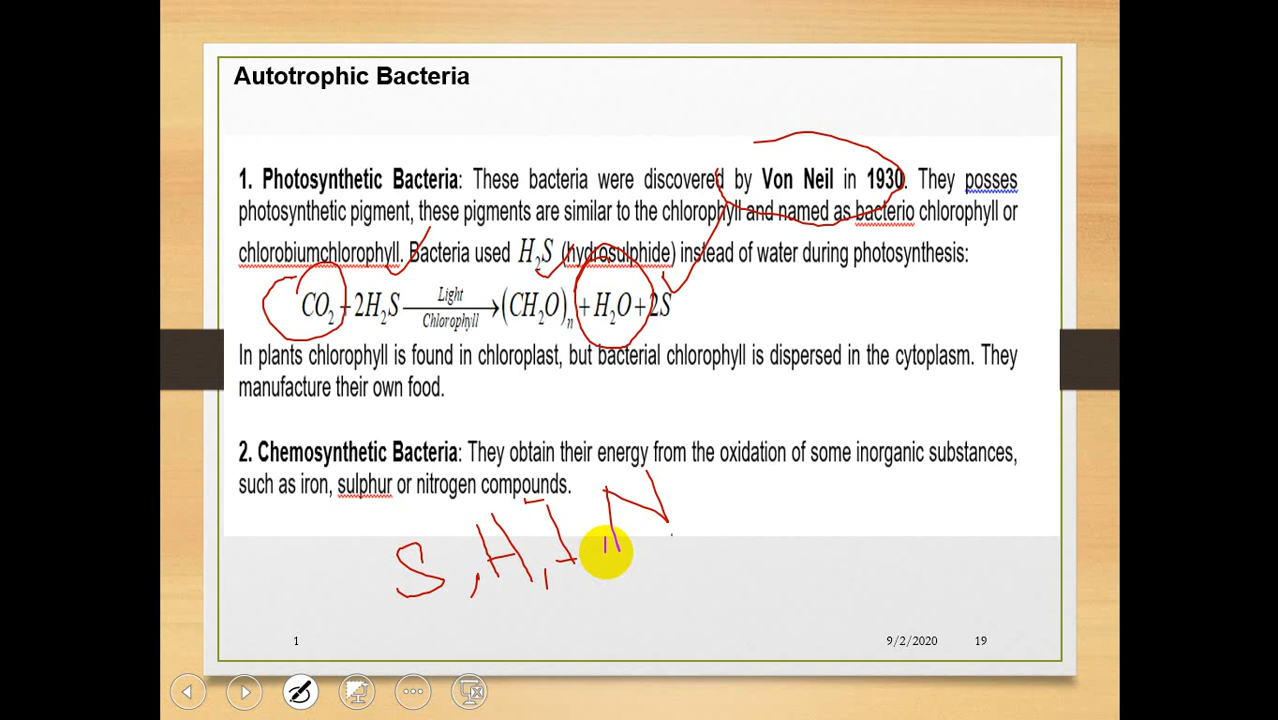 Autotrophic Bacteria
1. Photosynthetic Bacteria: These bacteria were discovered by Von Neil in 1930. They posses
photosynthetic pigment, these pigments are similar to the chlorophyll and named as bacterio chlorophyll or
chlorobiumchlorophyll. Bacteria used H₂S (hydrosulphide) instead of water during photosynthesis:
CO₂ + 2H₂S Light Chlorophyll → (CH₂O)ₙ + H₂O + 2S
In plants chlorophyll is found in chloroplast, but bacterial chlorophyll is dispersed in the cytoplasm. They
manufacture their own food.
2. Chemosynthetic Bacteria: They obtain their energy from the oxidation of some inorganic substances,
such as iron, sulphur or nitrogen compounds.
S, H, I N
1 9/2/2020 19